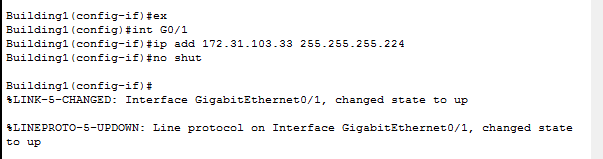 Building1(config-if)#ex
Building1(config)#int G0/1
Building1(config-if)#ip add 172.31.103.33 255.255.255.224
Building1(config-if)#no shut
Building1(config-if)#
%LINK-5-CHANGED: Interface GigabitEthernet0/1, changed state to up
%LINEPROTO-5-UPDOWN: Line protocol on Interface GigabitEthernet0/1, changed state
to up